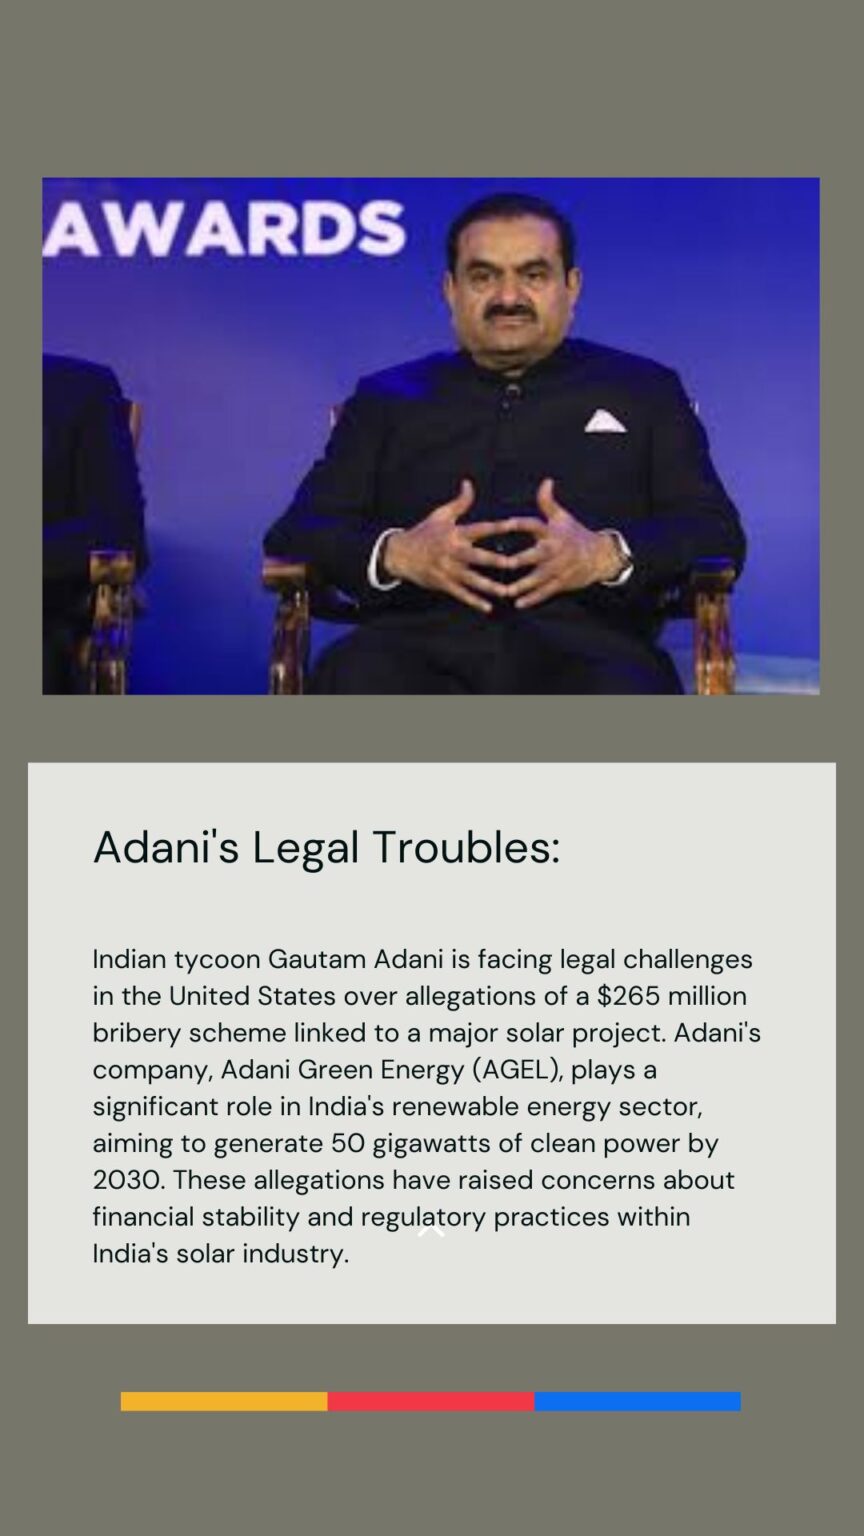 AWARDS
Adani's Legal Troubles:
Indian tycoon Gautam Adani is facing legal challenges
in the United States over allegations of a $265 million
bribery scheme linked to a major solar project. Adani's
company, Adani Green Energy (AGEL), plays a
significant role in India's renewable energy sector,
aiming to generate 50 gigawatts of clean power by
2030. These allegations have raised concerns about
financial stability and regulatory practices within
India's solar industry.